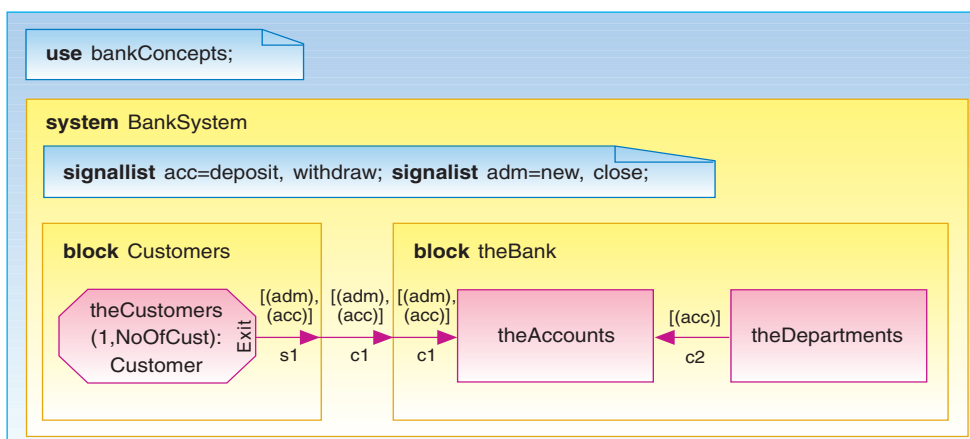 use bankConcepts;
system BankSystem
signallist acc=deposit, withdraw; signalist adm=new, close;
block Customers
block theBank
theCustomers
(1,NoOfCust):
Customer
Exit
[(adm),
(acc)]
s1
[(adm),
(acc)]
c1
[(adm),
(acc)]
c1
theAccounts
[(acc)]
c2
theDepartments